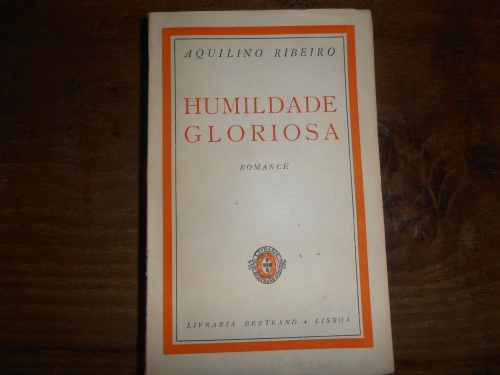 AQUILINO RIBEIRO
HUMILDADE
GLORIOSA
ROMANCE
LIVRARIA BERTRAND • LISBOA